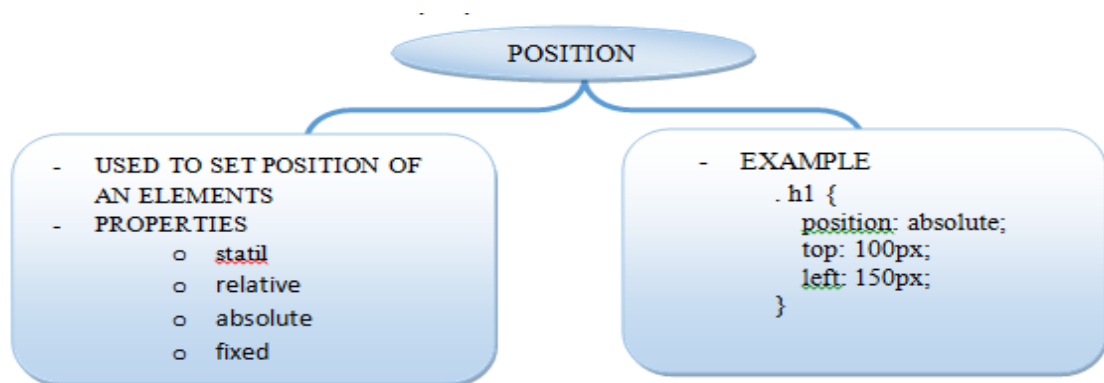 POSITION
- USED TO SET POSITION OF
AN ELEMENTS
- PROPERTIES
o statil
o relative
o absolute
o fixed
- EXAMPLE
. h1 {
position: absolute;
top: 100px;
left: 150px;
}